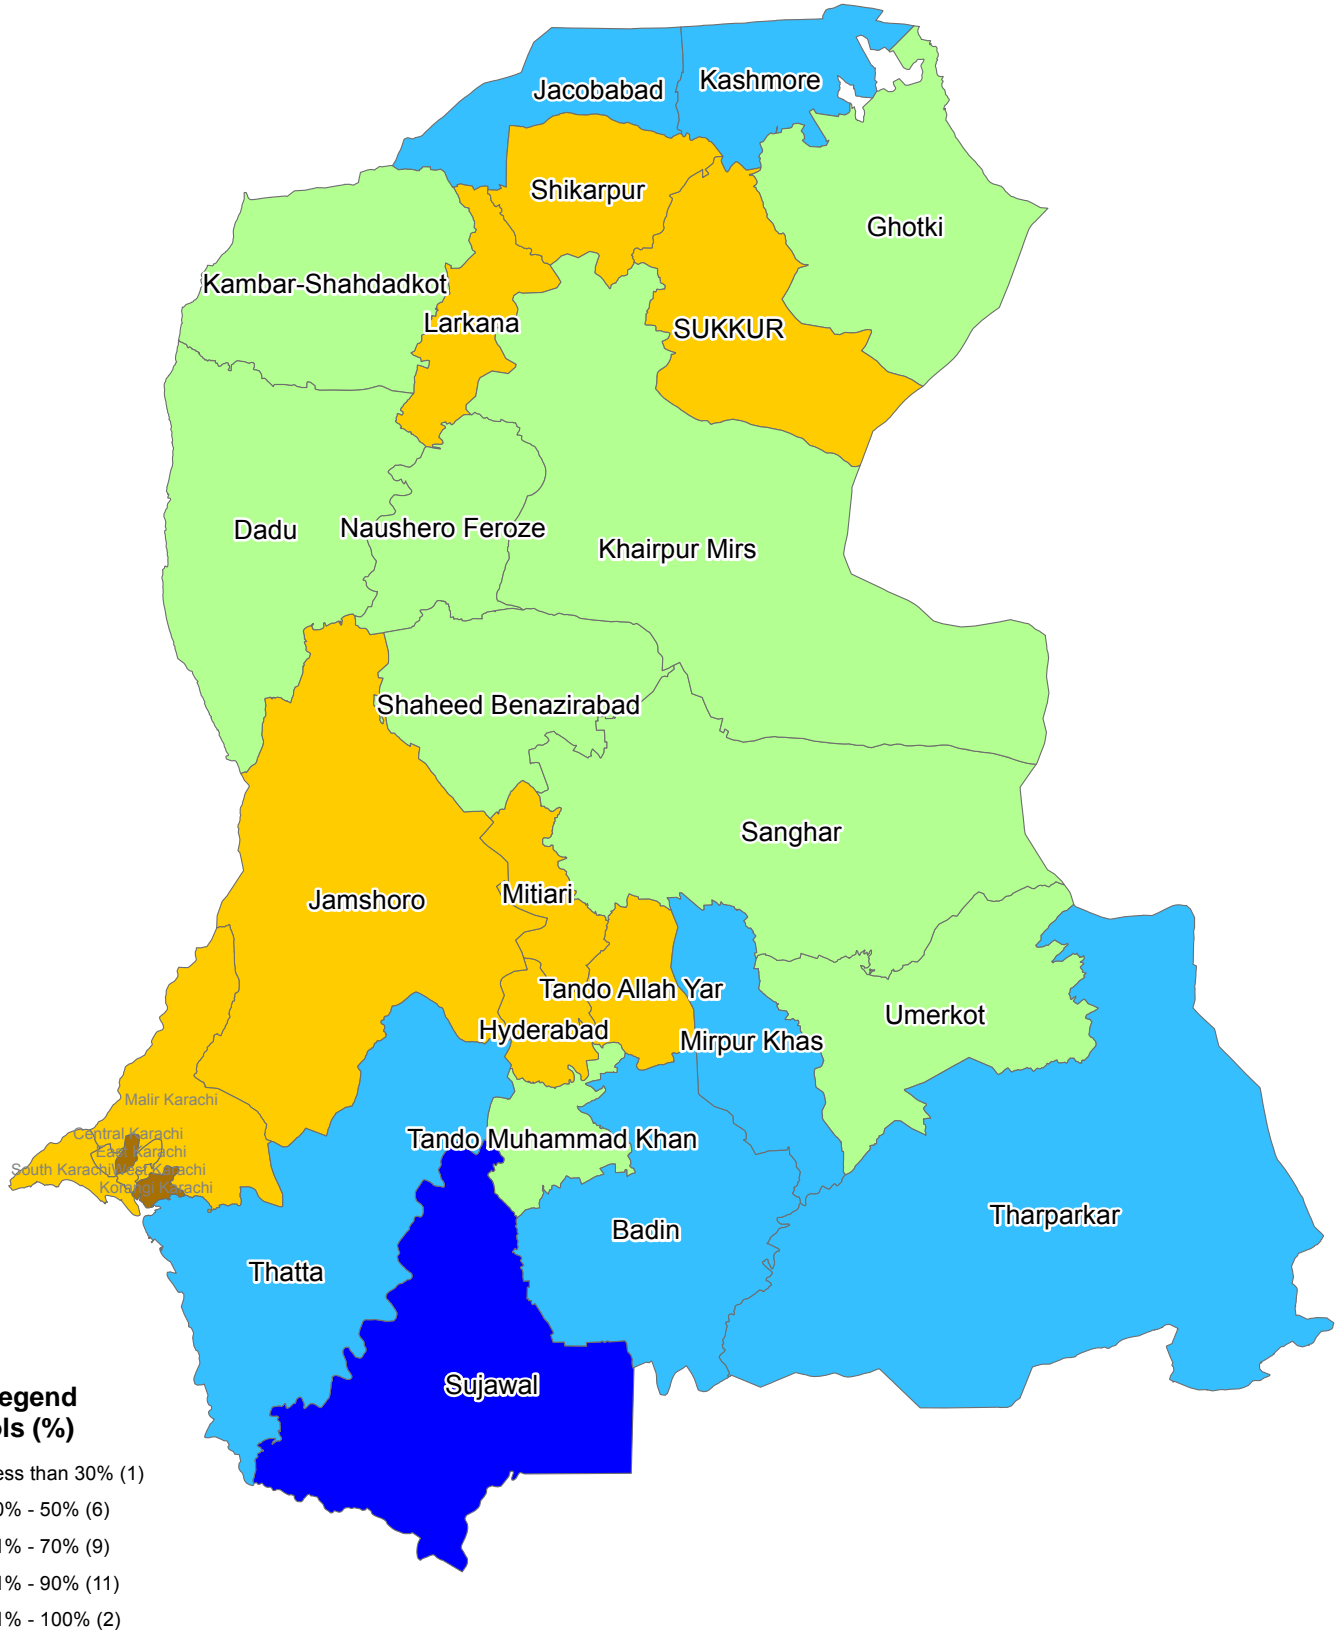 Jacobabad
Kashmore
Shikarpur
Ghotki
Kambar-Shahdadkot
Larkana
SUKKUR
Dadu
Naushero Feroze
Khairpur Mirs
Shaheed Benazirabad
Sanghar
Jamshoro
Mitiari
Tando Allah Yar
Umerkot
Hyderabad
Mirpur Khas
Malir Karachi
Central Karachi
Tando Muhammad Khan
East Karachi
South Karachi
West Karachi
Korangi Karachi
Tharparkar
Badin
Thatta
Sujawal
egend
ols (%)
ess than 30% (1)
0% - 50% (6)
1% - 70% (9)
1% - 90% (11)
1% - 100% (2)